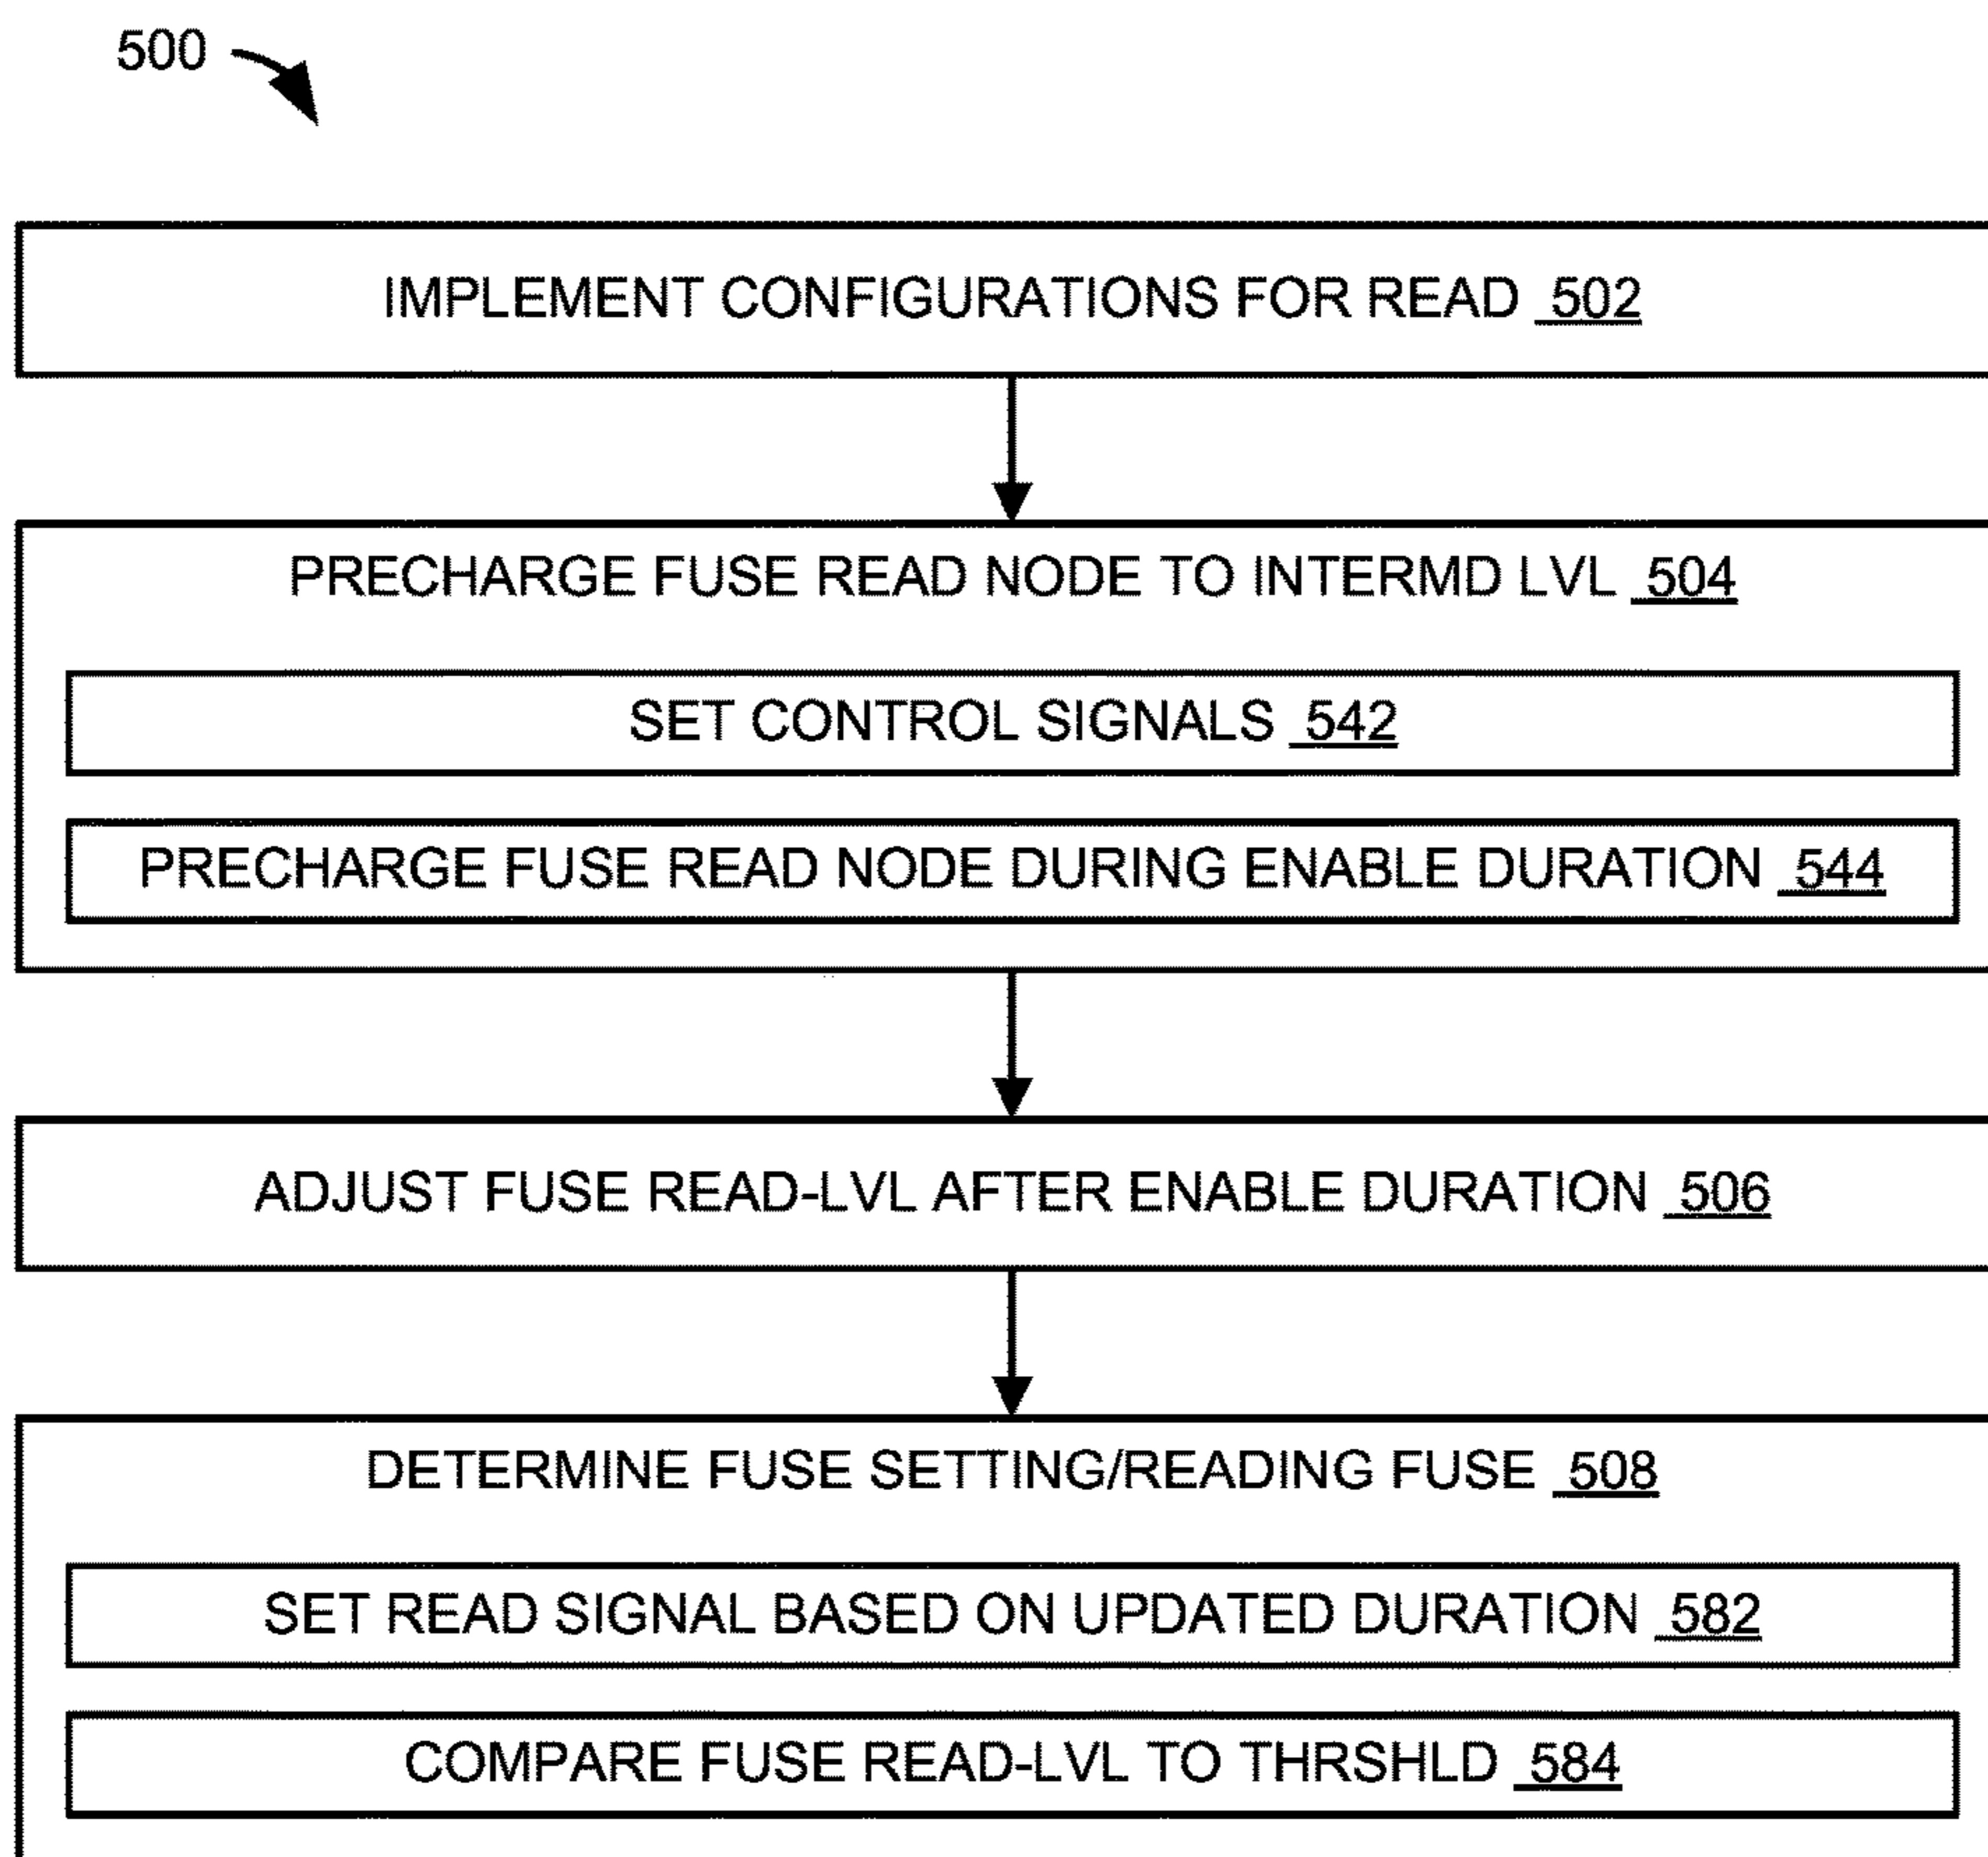 500
IMPLEMENT CONFIGURATIONS FOR READ 502
PRECHARGE FUSE READ NODE TO INTERMD LVL 504
SET CONTROL SIGNALS 542
PRECHARGE FUSE READ NODE DURING ENABLE DURATION 544
ADJUST FUSE READ-LVL AFTER ENABLE DURATION 506
DETERMINE FUSE SETTING/READING FUSE 508
SET READ SIGNAL BASED ON UPDATED DURATION 582
COMPARE FUSE READ-LVL TO THRSHLD 584